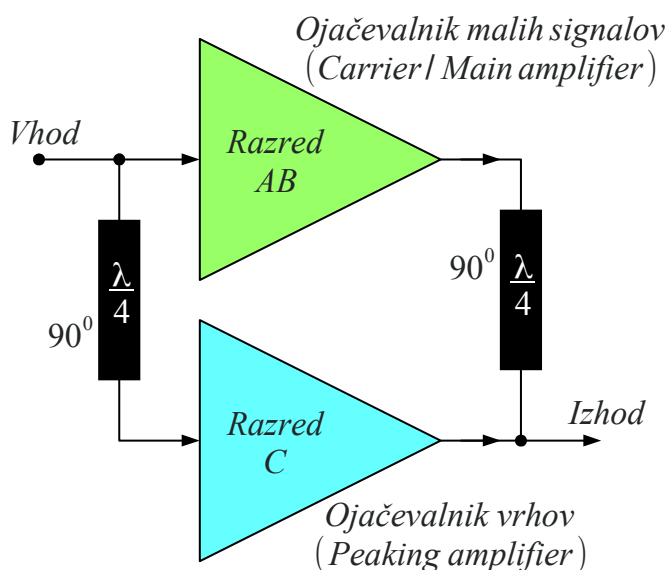 Ojačevalnik malih signalov
(Carrier / Main amplifier)
Vhod
Razred
AB
90⁰
λ
4
90⁰
λ
4
Razred
C
Izhod
Ojačevalnik vrhov
(Peaking amplifier)